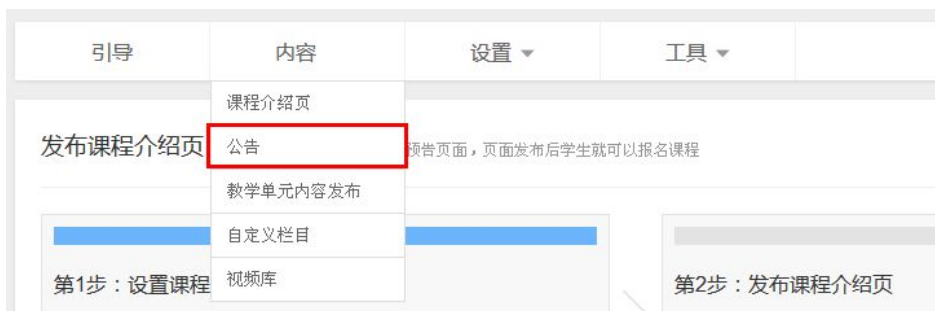 引导 内容 设置 工具
课程介绍页
发布课程介绍页 公告 预告页面，页面发布后学生就可以报名课程
教学单元内容发布
自定义栏目
第1步：设置课程 视频库 第2步：发布课程介绍页